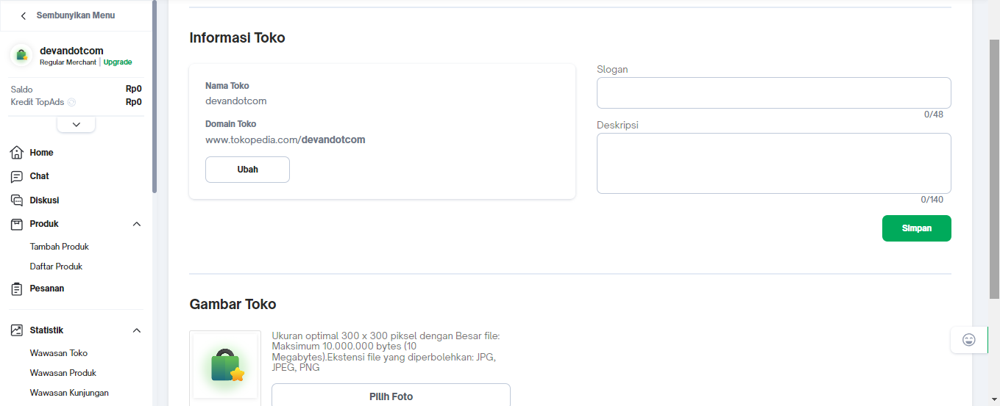 Sembunyikan Menu
devandotcom
Regular Merchant | Upgrade
Saldo Rp0
Kredit TopAds Rp0
Home
Chat
Diskusi
Produk
Tambah Produk
Daftar Produk
Pesanan
Statistik
Wawasan Toko
Wawasan Produk
Wawasan Kunjungan
Informasi Toko
Nama Toko
devandotcom
Domain Toko
www.tokopedia.com/devandotcom
Ubah
Slogan
0/48
Deskripsi
0/140
Simpan
Gambar Toko
Ukuran optimal 300 x 300 piksel dengan Besar file:
Maksimum 10.000.000 bytes (10
Megabytes).Ekstensi file yang diperbolehkan: JPG,
JPEG, PNG
Pilih Foto